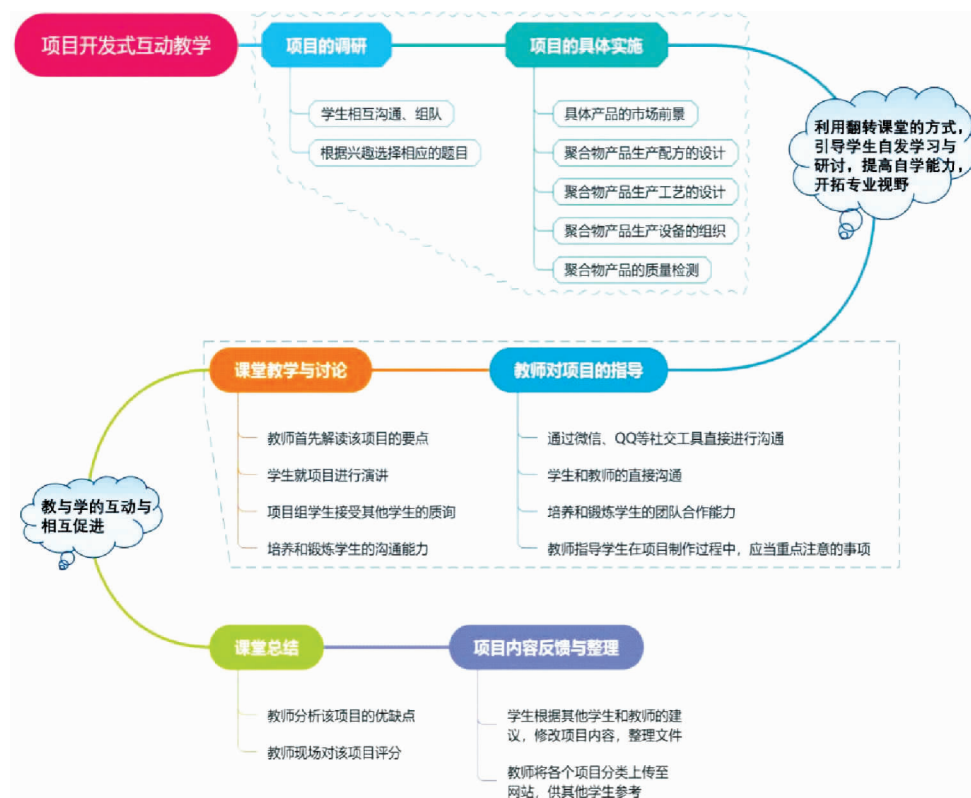 项目开发式互动教学
项目的调研
学生相互沟通、组队
根据兴趣选择相应的题目
项目的具体实施
具体产品的市场前景
聚合物产品生产配方的设计
聚合物产品生产工艺的设计
聚合物产品生产设备的组织
聚合物产品的质量检测
利用翻转课堂的方式，
引导学生自发学习与
研讨，提高自学能力，
开拓专业视野
教师对项目的指导
通过微信、QQ等社交工具直接进行沟通
学生和教师的直接沟通
培养和锻炼学生的团队合作能力
教师指导学生在项目制作过程中，应当重点注意的事项
课堂教学与讨论
教师首先解读该项目的要点
学生就项目进行演讲
项目组学生接受其他学生的质询
培养和锻炼学生的沟通能力
教与学的互动与
相互促进
课堂总结
教师分析该项目的优缺点
教师现场对该项目评分
项目内容反馈与整理
学生根据其他学生和教师的建
议，修改项目内容，整理文件
教师将各个项目分类上传至
网站，供其他学生参考